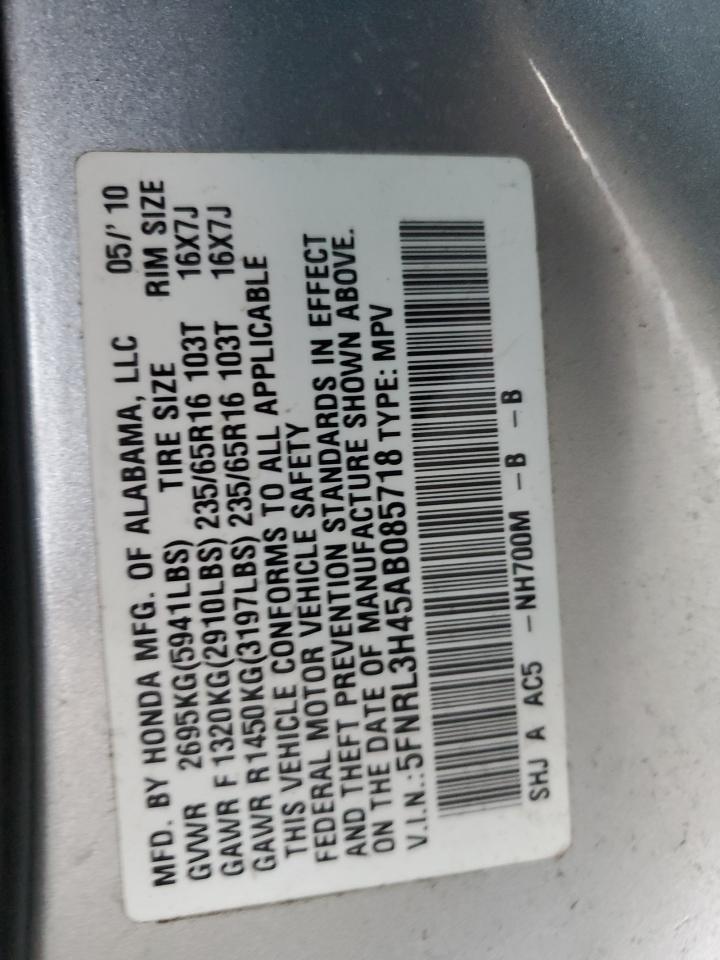 MFD. BY HONDA MFG. OF ALABAMA, LLC 05/' 10
GVWR 2695KG(5941LBS) TIRE SIZE RIM SIZE
GAWR F 1320KG(2910LBS) 235/65R16 103T 16X7J
GAWR R 1450KG(3197LBS) 235/65R16 103T 16X7J
THIS VEHICLE CONFORMS TO ALL APPLICABLE
FEDERAL MOTOR VEHICLE SAFETY
AND THEFT PREVENTION STANDARDS IN EFFECT
ON THE DATE OF MANUFACTURE SHOWN ABOVE.
V.I.N.:5FNRL3H45AB085718 TYPE: MPV
SHJ A AC5 -NH700M -B -B